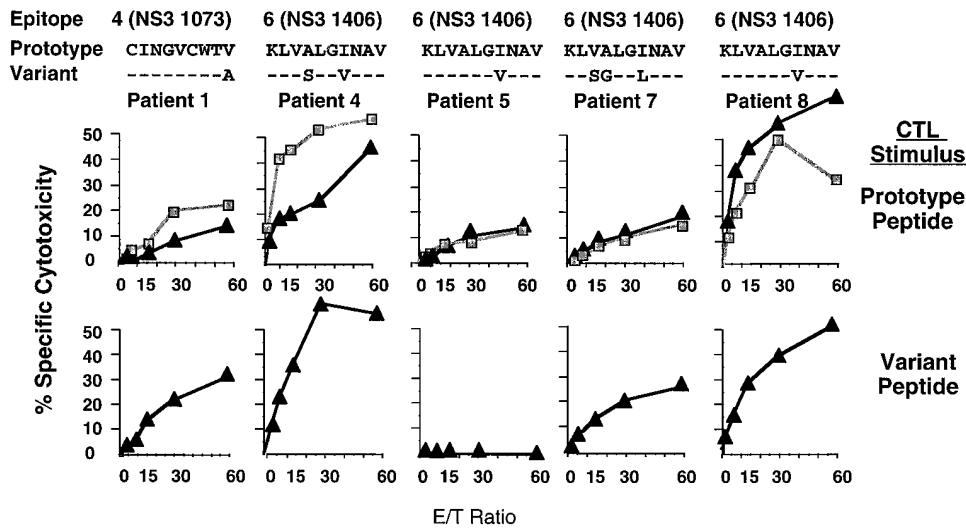 Epitope 4 (NS3 1073) 6 (NS3 1406) 6 (NS3 1406) 6 (NS3 1406) 6 (NS3 1406)
Prototype CINGVCWTV KLVALGINAV KLVALGINAV KLVALGINAV KLVALGINAV
Variant --------A ---S--V--- ------V--- --SG--L--- ------V---
Patient 1 Patient 4 Patient 5 Patient 7 Patient 8
% Specific Cytotoxicity
50
40
30
20
10
0
CTL
Stimulus
Prototype
Peptide
0 15 30 60 0 15 30 60 0 15 30 60 0 15 30 60 0 15 30 60
50
40
30
20
10
0
Variant
Peptide
0 15 30 60 0 15 30 60 0 15 30 60 0 15 30 60 0 15 30 60
E/T Ratio